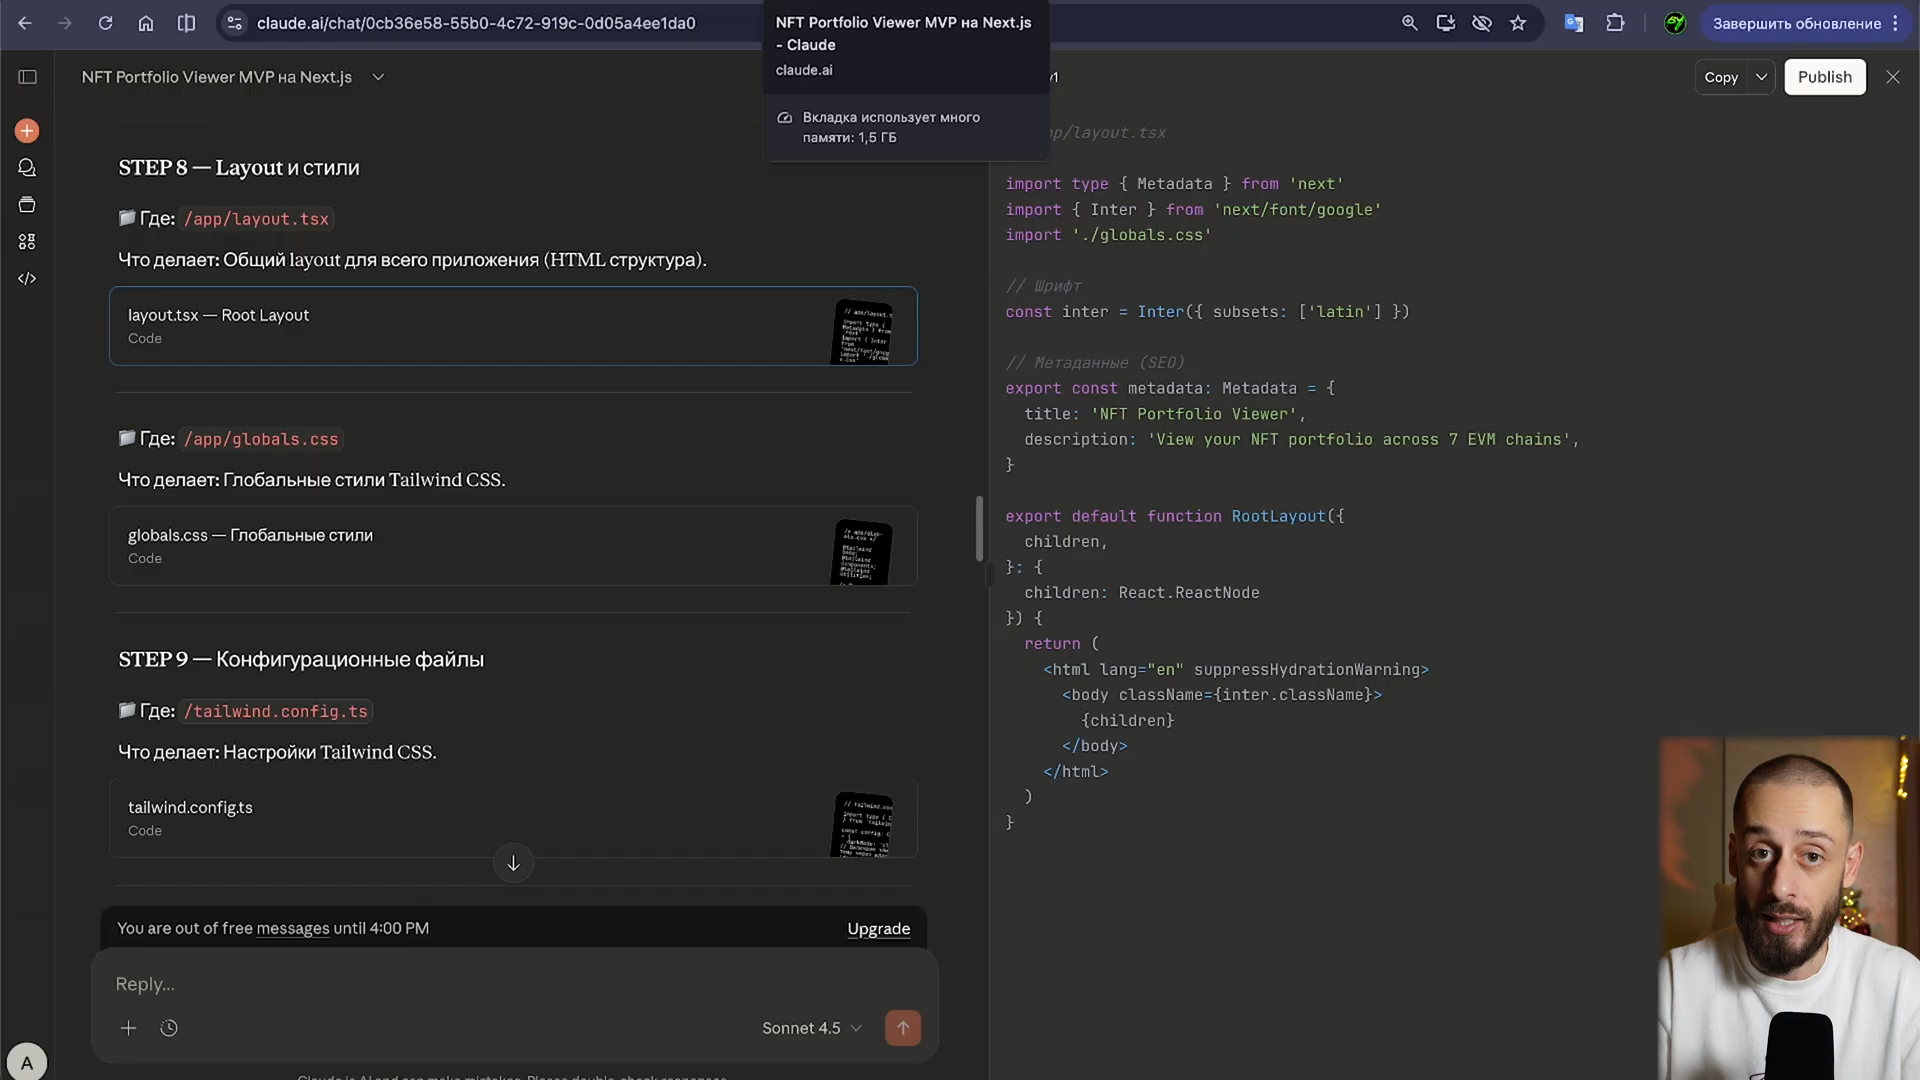 claude.ai/chat/0cb36e58-55b0-4c72-919c-0d05a4ee1da0
Завершить обновление
NFT Portfolio Viewer MVP на Next.js
- Claude
claude.ai
Вкладка использует много
памяти: 1,5 ГБ
NFT Portfolio Viewer MVP на Next.js
STEP 8 — Layout и стили
Где: /app/layout.tsx
Что делает: Общий layout для всего приложения (HTML структура).
layout.tsx — Root Layout
Code
Где: /app/globals.css
Что делает: Глобальные стили Tailwind CSS.
globals.css — Глобальные стили
Code
STEP 9 — Конфигурационные файлы
Где: /tailwind.config.ts
Что делает: Настройки Tailwind CSS.
tailwind.config.ts
Code
You are out of free messages until 4:00 PM
Upgrade
Reply...
Sonnet 4.5
A
Copy
Publish
/layout.tsx
import type { Metadata } from 'next'
import { Inter } from 'next/font/google'
import './globals.css'
// Шрифт
const inter = Inter({ subsets: ['latin'] })
// Метаданные (SEO)
export const metadata: Metadata = {
title: 'NFT Portfolio Viewer',
description: 'View your NFT portfolio across 7 EVM chains',
}
export default function RootLayout({
children,
}: {
children: React.ReactNode
}) {
return (
<html lang="en" suppressHydrationWarning>
<body className={inter.className}>
{children}
</body>
</html>
)
}